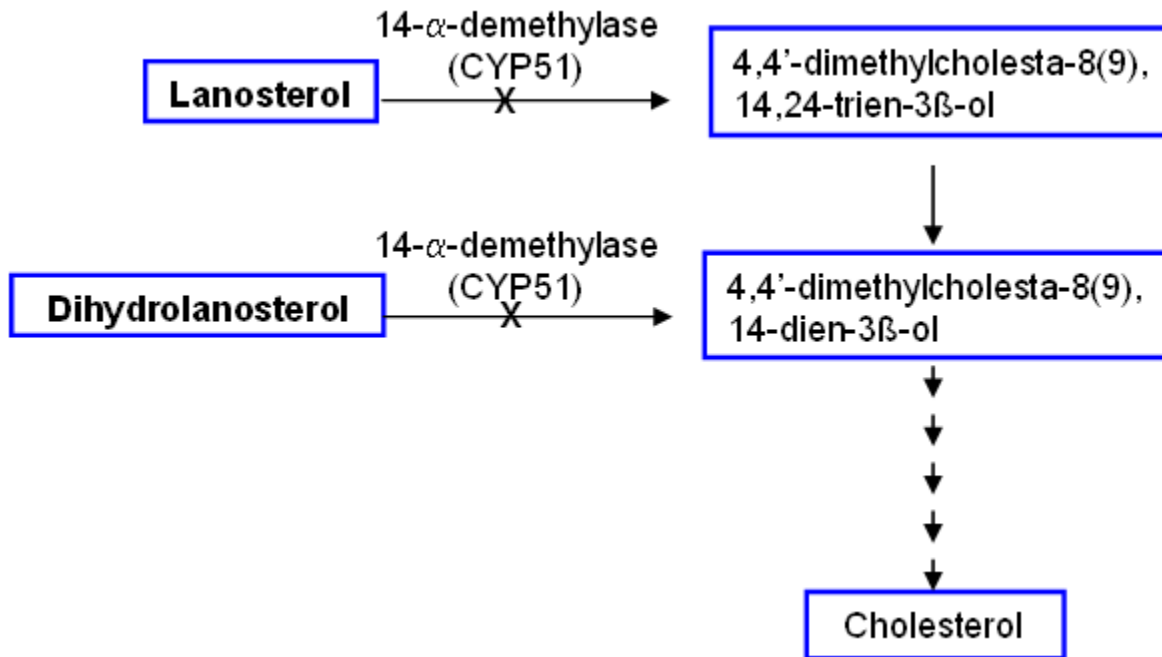 14-α-demethylase
(CYP51)
Lanosterol
X
4,4’-dimethylcholesta-8(9),
14,24-trien-3ß-ol
14-α-demethylase
(CYP51)
Dihydrolanosterol
X
4,4’-dimethylcholesta-8(9),
14-dien-3ß-ol
Cholesterol